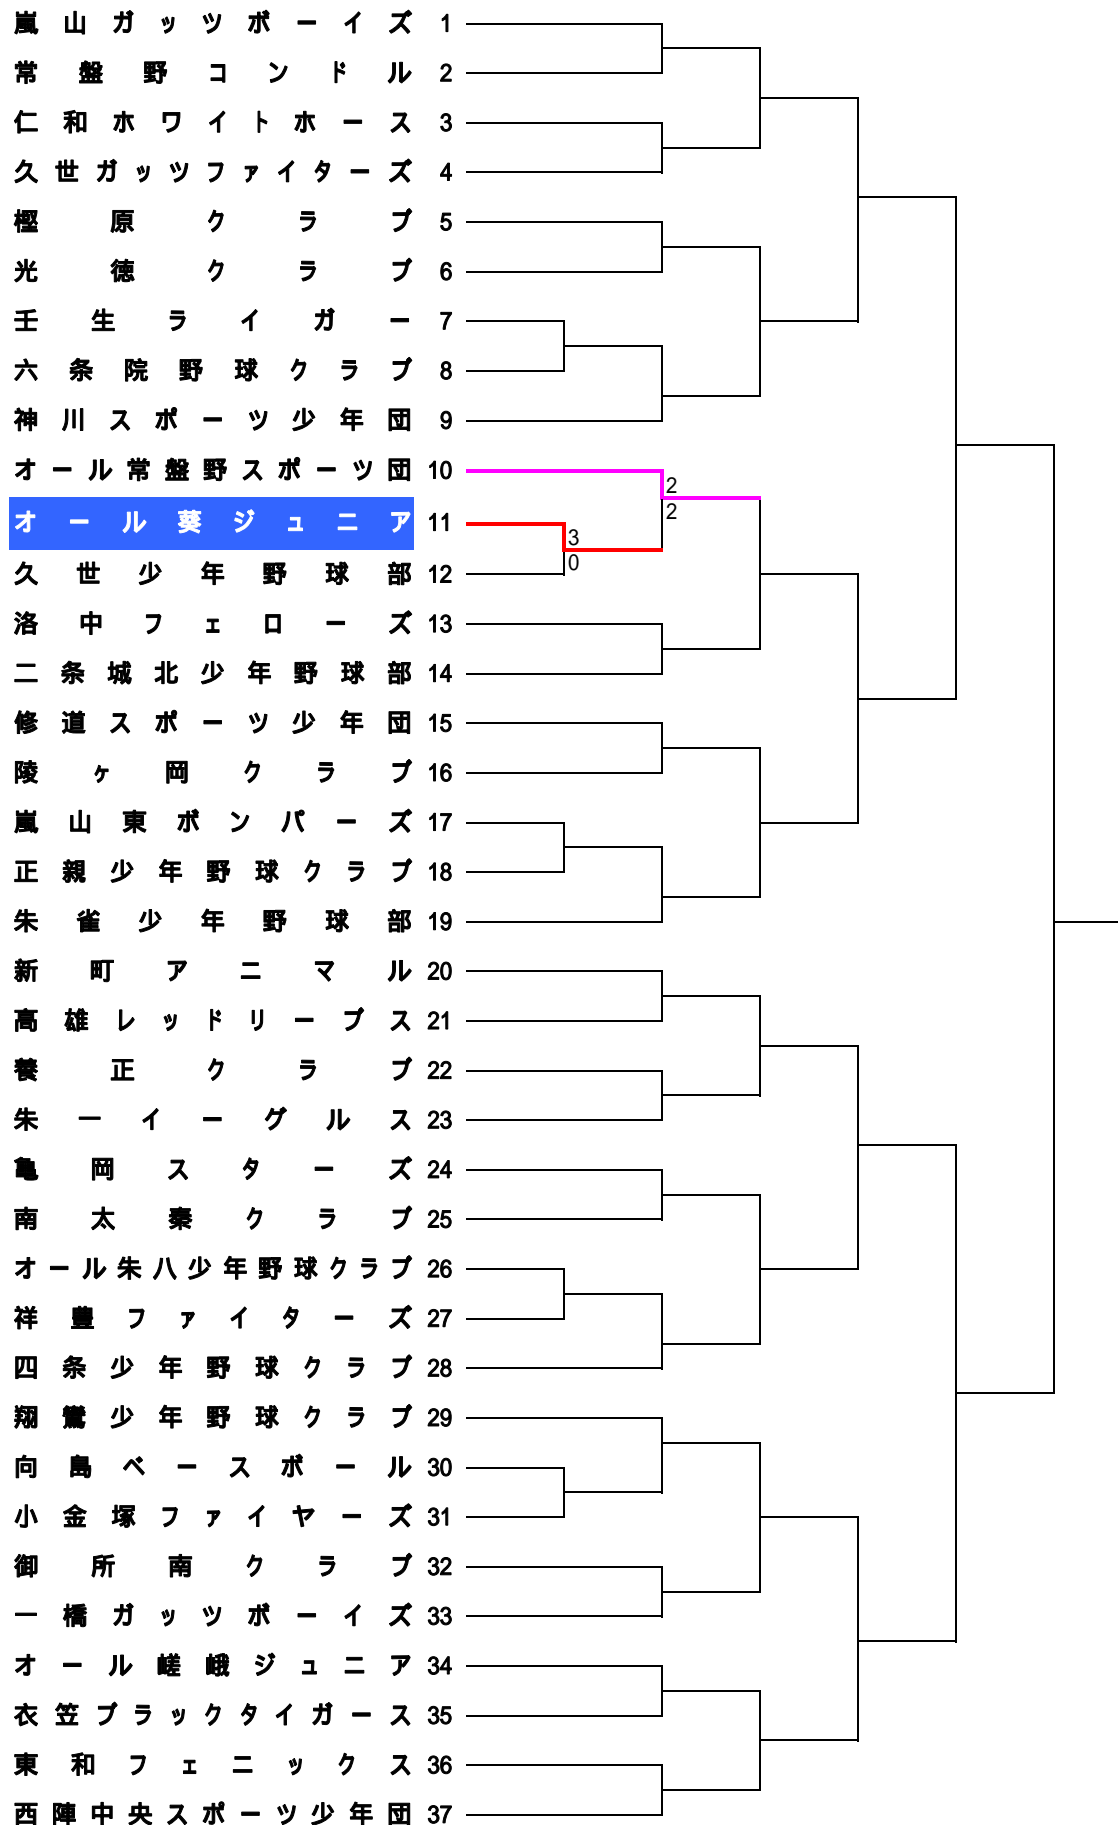 嵐山ガッツボーイズ 1
常盤野コンドル 2
仁和ホワイトホース 3
久世ガッツファイターズ 4
樫原クラブ 5
光徳クラブ 6
壬生ライガー 7
六条院野球クラブ 8
神川スポーツ少年団 9
オール常盤野スポーツ団 10
2
2
オール葵ジュニア 11
3
0
久世少年野球部 12
洛中フェローズ 13
二条城北少年野球部 14
修道スポーツ少年団 15
陵ヶ岡クラブ 16
嵐山東ボンバーズ 17
正親少年野球クラブ 18
朱雀少年野球部 19
新町アニマル 20
高雄レッドリーブス 21
養正クラブ 22
朱一イーグルス 23
亀岡スターズ 24
南太秦クラブ 25
オール朱八少年野球クラブ 26
祥豊ファイターズ 27
四条少年野球クラブ 28
翔鸞少年野球クラブ 29
向島ベースボール 30
小金塚ファイヤーズ 31
御所南クラブ 32
一橋ガッツボーイズ 33
オール嵯峨ジュニア 34
衣笠ブラックタイガース 35
東和フェニックス 36
西陣中央スポーツ少年団 37